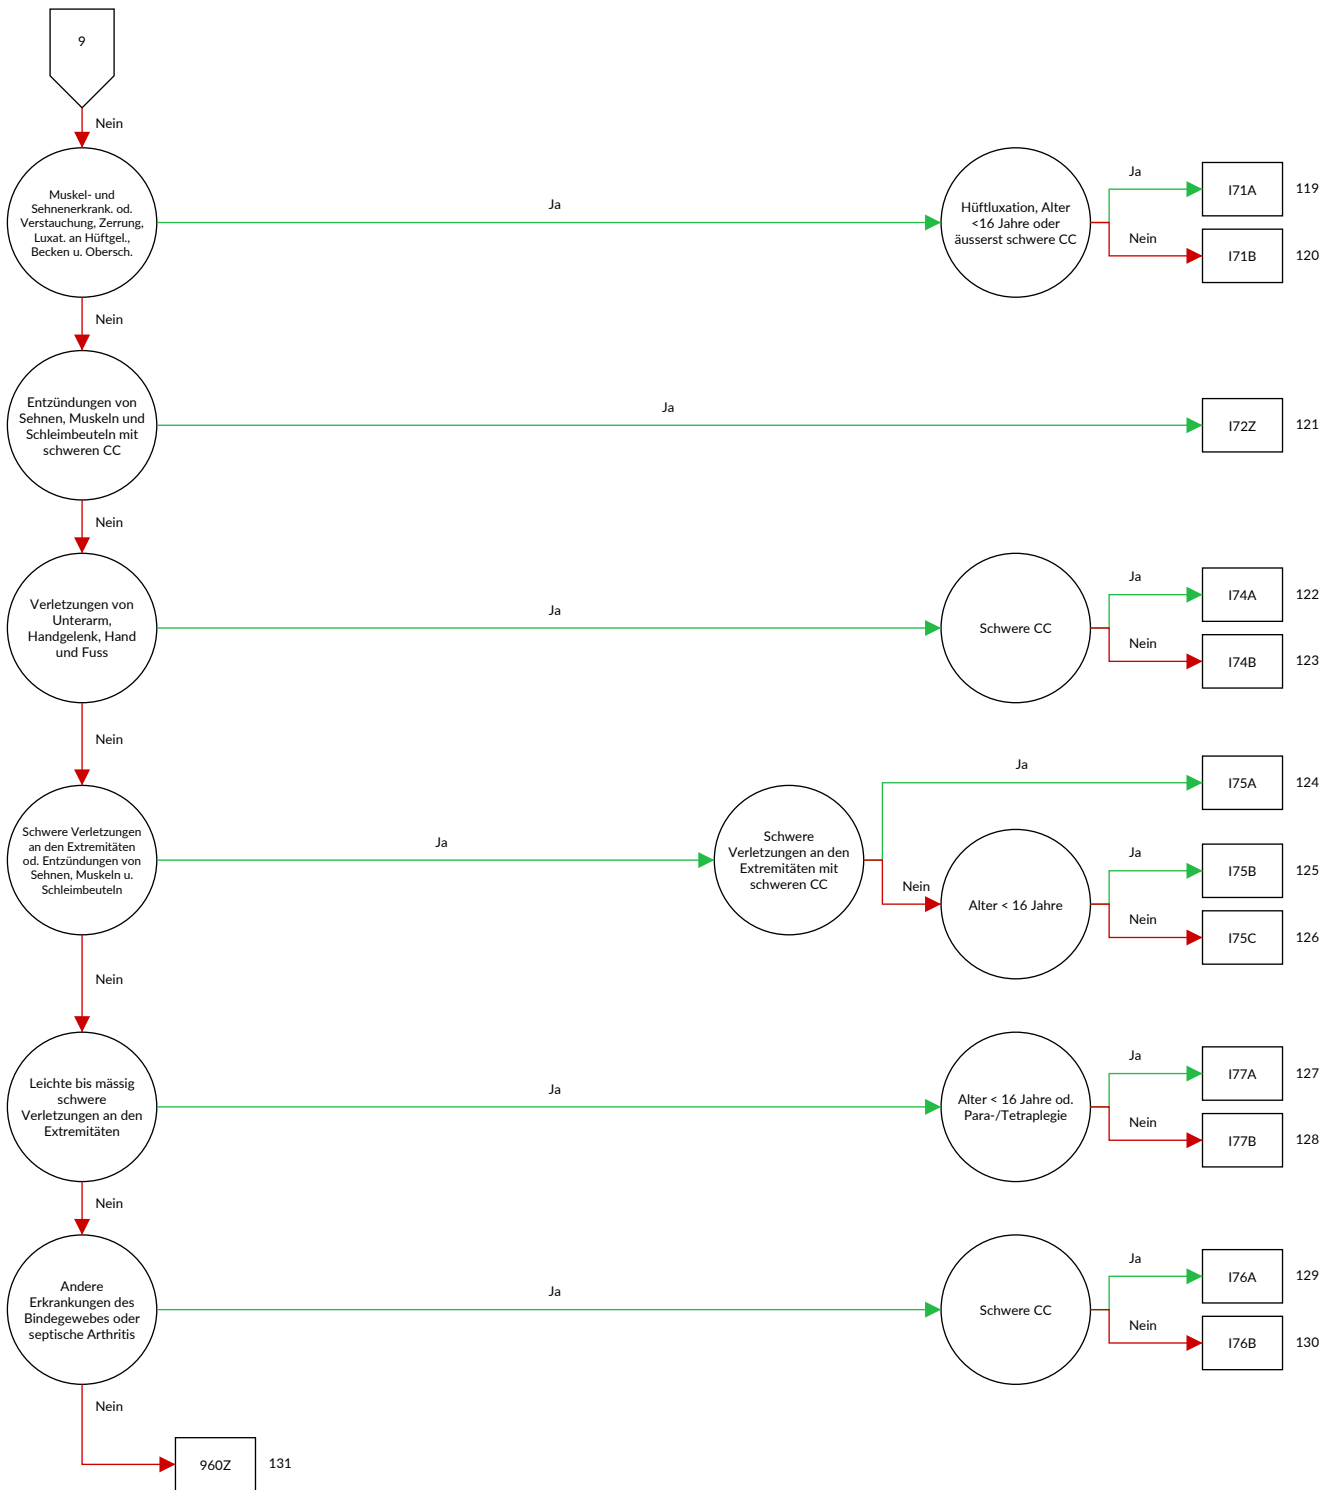 9
Nein
Muskel- und
Sehnenerkrank. od.
Verstauchung, Zerrung,
Luxat. an Hüftgel.,
Becken u. Obersch.
Ja
Hüftluxation, Alter
<16 Jahre oder
äusserst schwere CC
Ja
I71A
119
Nein
I71B
120
Nein
Entzündungen von
Sehnen, Muskeln und
Schleimbeuteln mit
schweren CC
Ja
I72Z
121
Nein
Verletzungen von
Unterarm,
Handgelenk, Hand
und Fuss
Ja
Schwere CC
Ja
I74A
122
Nein
I74B
123
Nein
Schwere Verletzungen
an den Extremitäten
od. Entzündungen von
Sehnen, Muskeln u.
Schleimbeuteln
Ja
Schwere
Verletzungen an den
Extremitäten mit
schweren CC
Ja
I75A
124
Nein
Alter < 16 Jahre
Ja
I75B
125
Nein
I75C
126
Nein
Leichte bis mässig
schwere
Verletzungen an den
Extremitäten
Ja
Alter < 16 Jahre od.
Para-/Tetraplegie
Ja
I77A
127
Nein
I77B
128
Nein
Andere
Erkrankungen des
Bindegewebes oder
septische Arthritis
Ja
Schwere CC
Ja
I76A
129
Nein
I76B
130
Nein
960Z
131